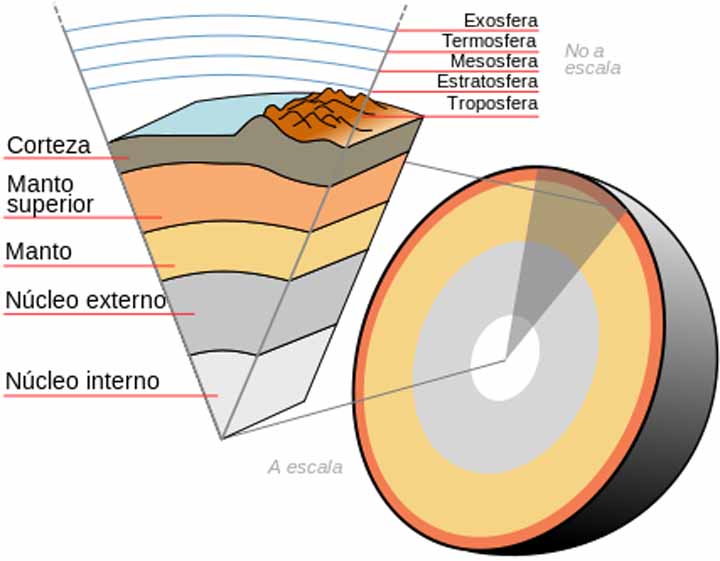 Exosfera
Termosfera
Mesosfera
Estratosfera
Troposfera
No a
escala
Corteza
Manto
superior
Manto
Núcleo externo
Núcleo interno
A escala